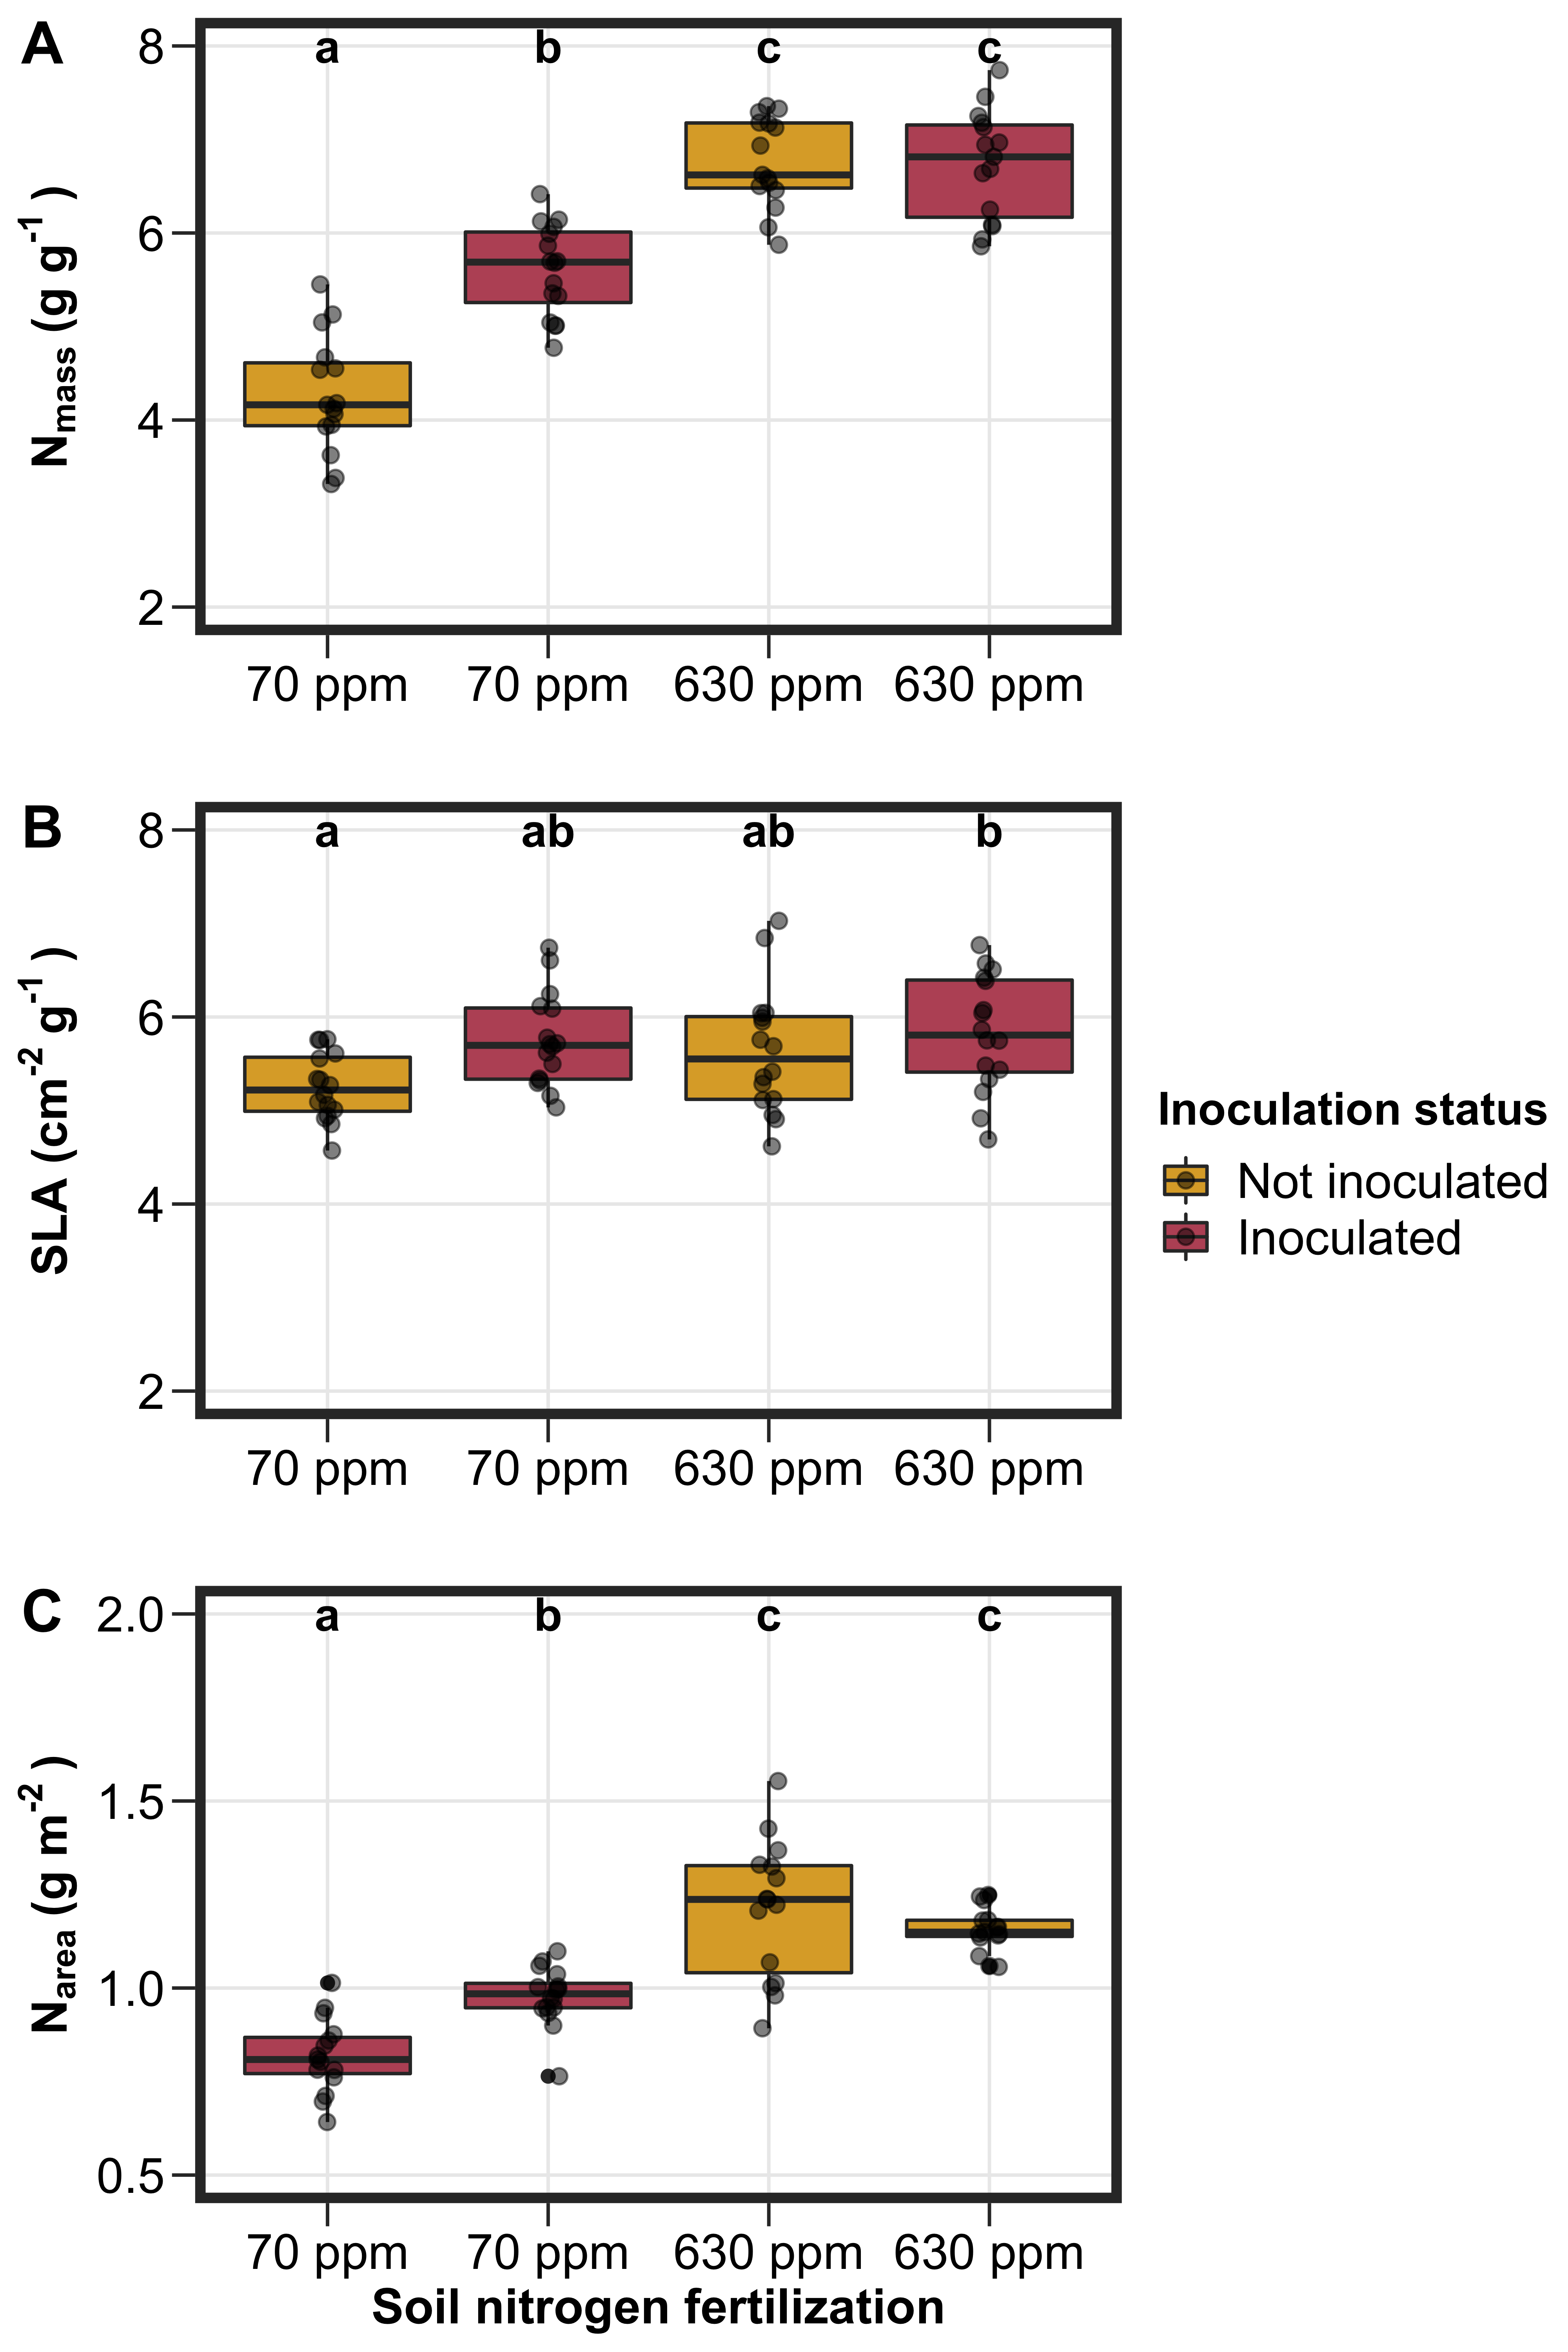 A
8
6
4
2
a b c c
Nmass (g g-1 )
70 ppm 70 ppm 630 ppm 630 ppm
B
8
6
4
2
a ab ab b
SLA (cm-2 g-1 )
70 ppm 70 ppm 630 ppm 630 ppm
Inoculation status
Not inoculated
Inoculated
C
2.0
1.5
1.0
0.5
a b c c
Narea (g m-2 )
70 ppm 70 ppm 630 ppm 630 ppm
Soil nitrogen fertilization